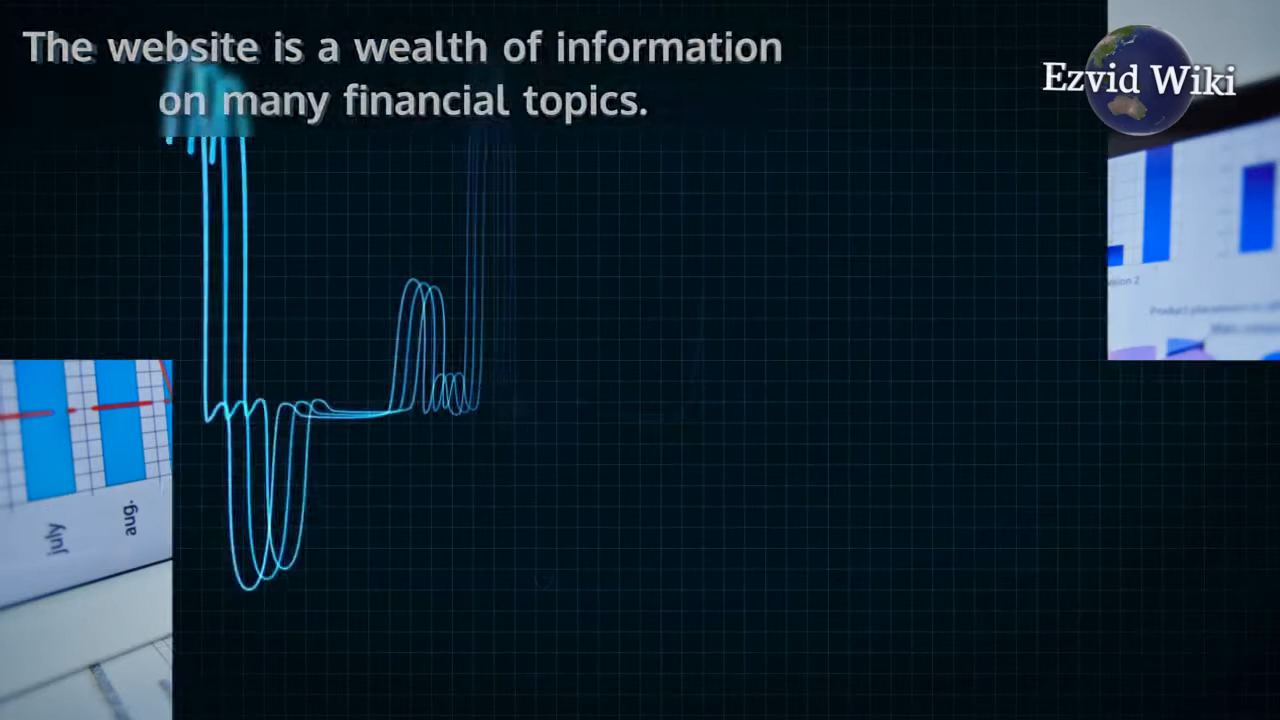 The website is a wealth of information
on many financial topics.
Ezvid Wiki
july
aug.